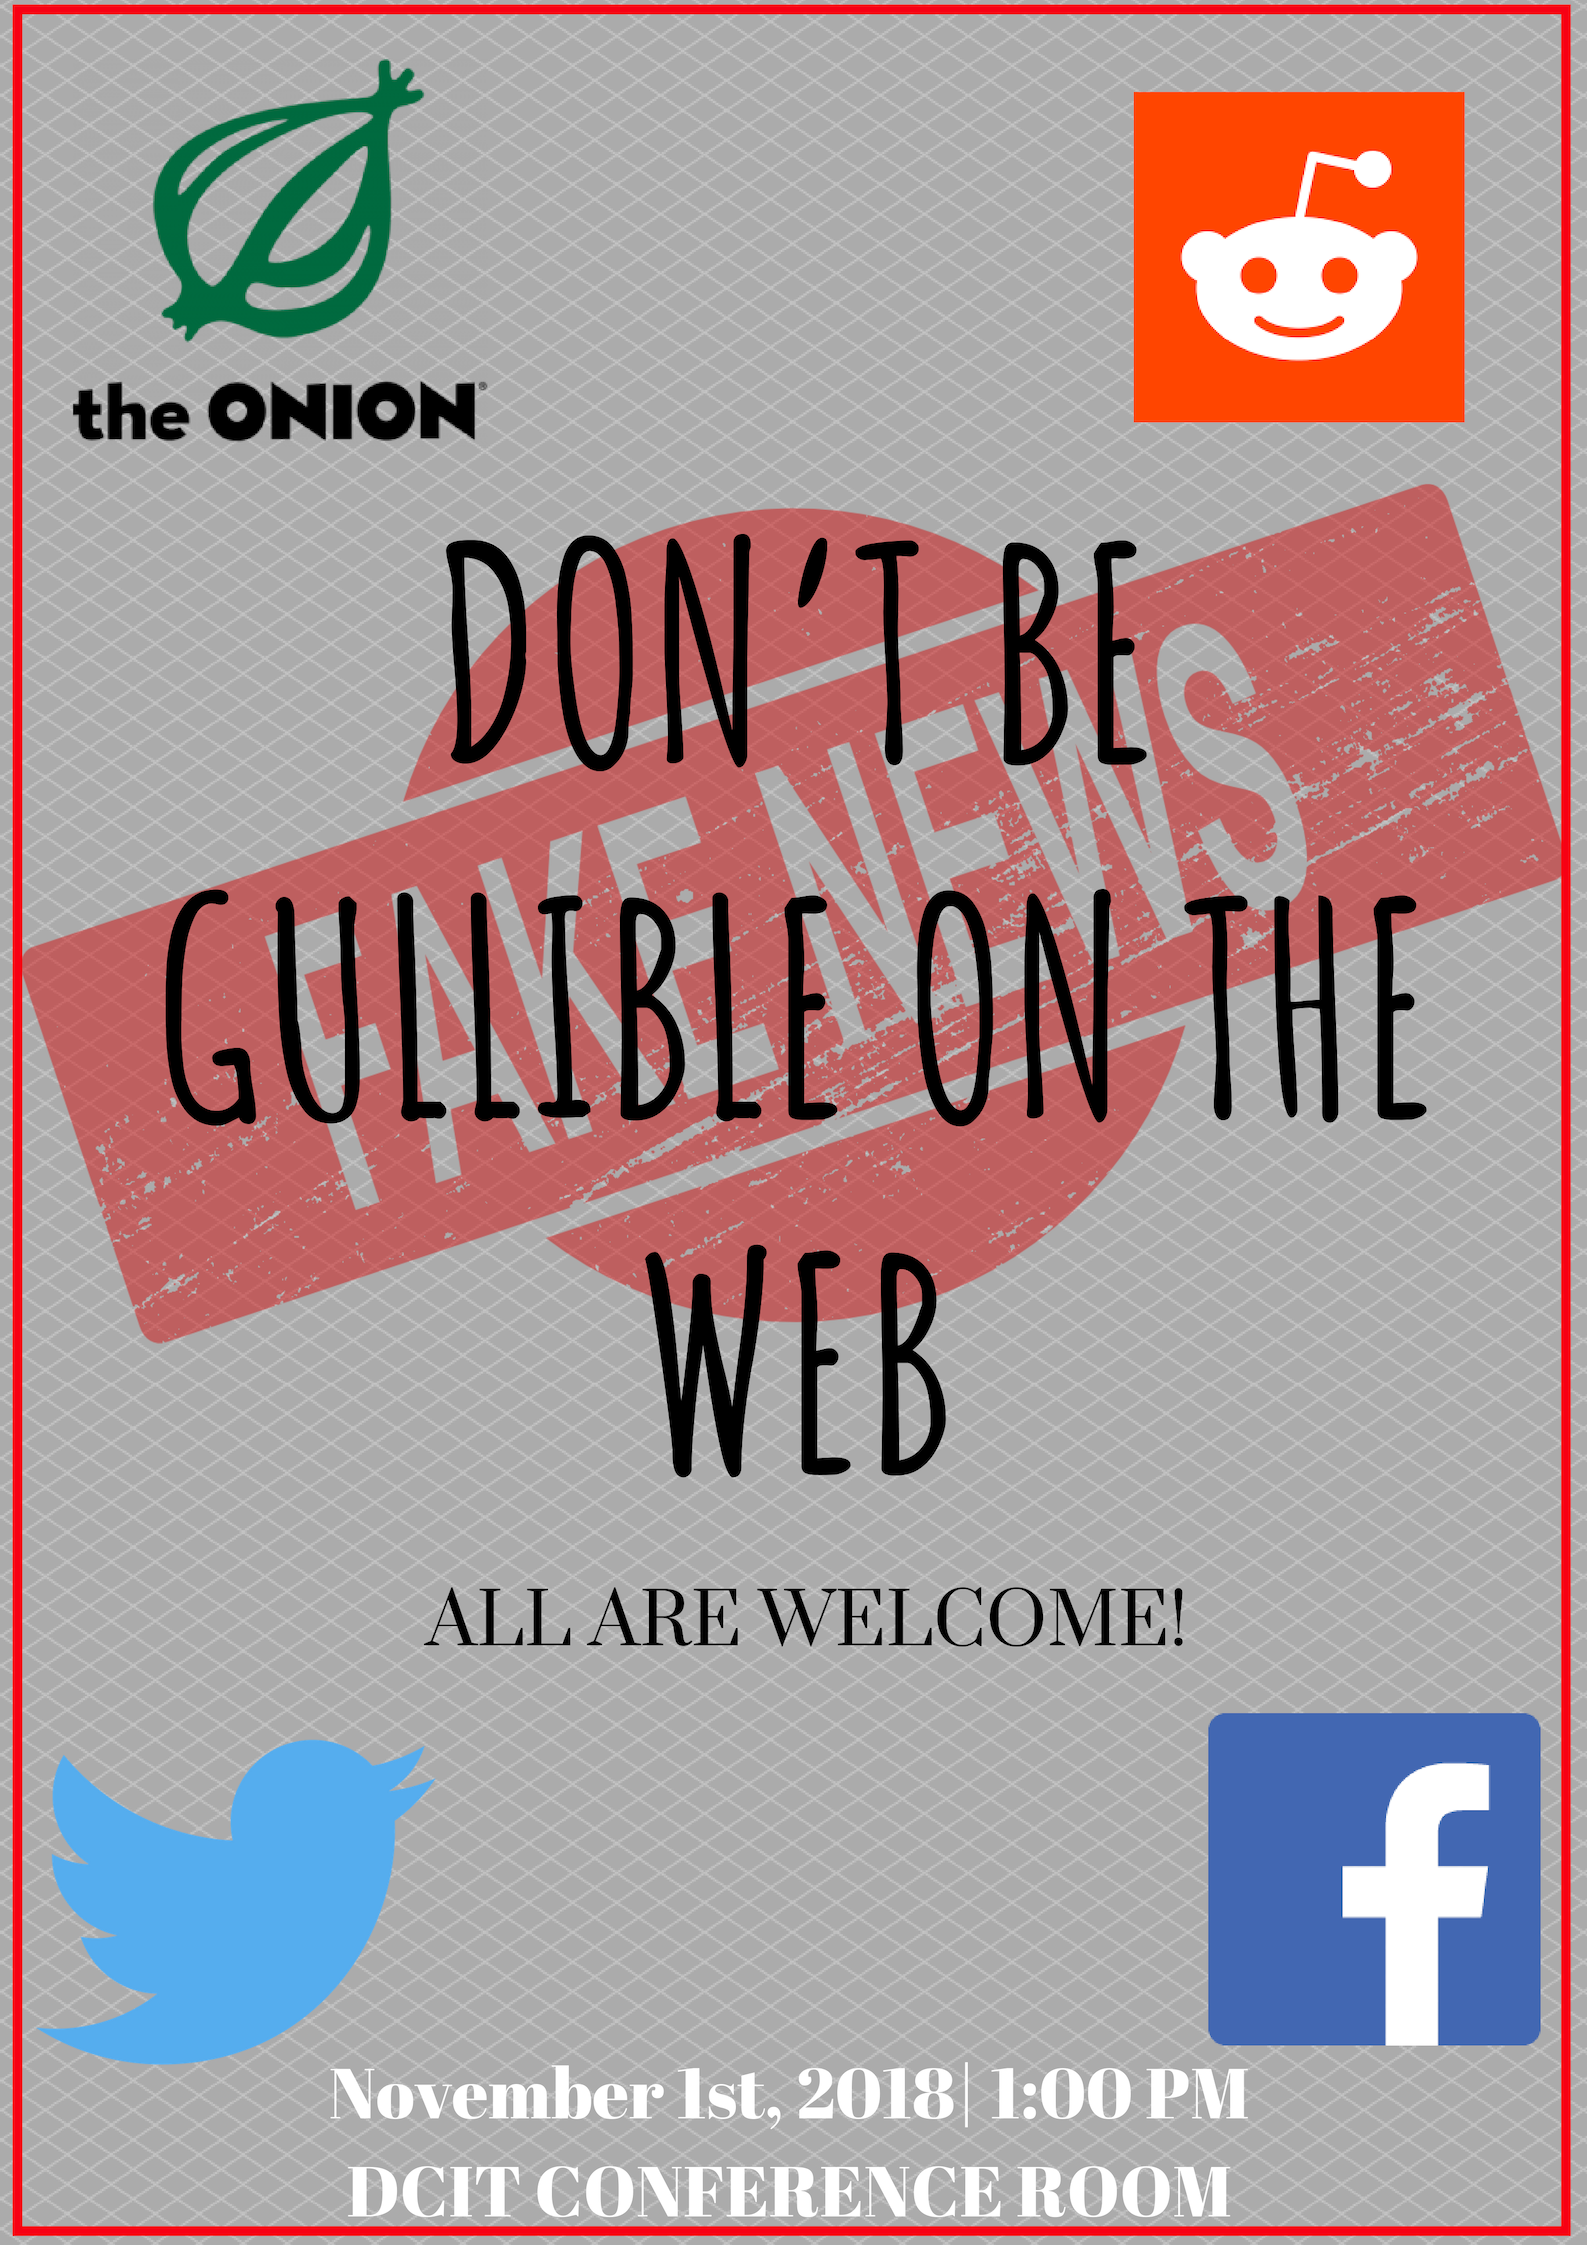 the ONION®
DON'T BE
FAKE NEWS
GULLIBLE ON THE
WEB
ALL ARE WELCOME!
November 1st, 2018| 1:00 PM
DCIT CONFERENCE ROOM